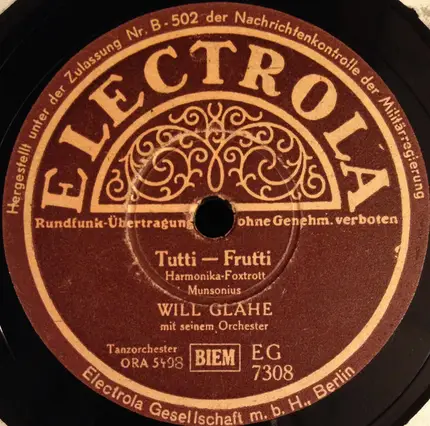 Hergestellt unter der Zulassung Nr. B-502 der Nachrichtenkontrolle der Militärregierung
ELECTROLA
Rundfunk-Übertragung ohne Genehm. verboten
Tutti — Frutti
Harmonika-Foxtrott
Munsonius
WILL GLAHE
mit seinem Orchester
Tanzorchester
ORA 5498
BIEM
EG
7308
Electrola Gesellschaft m. b. H., Berlin